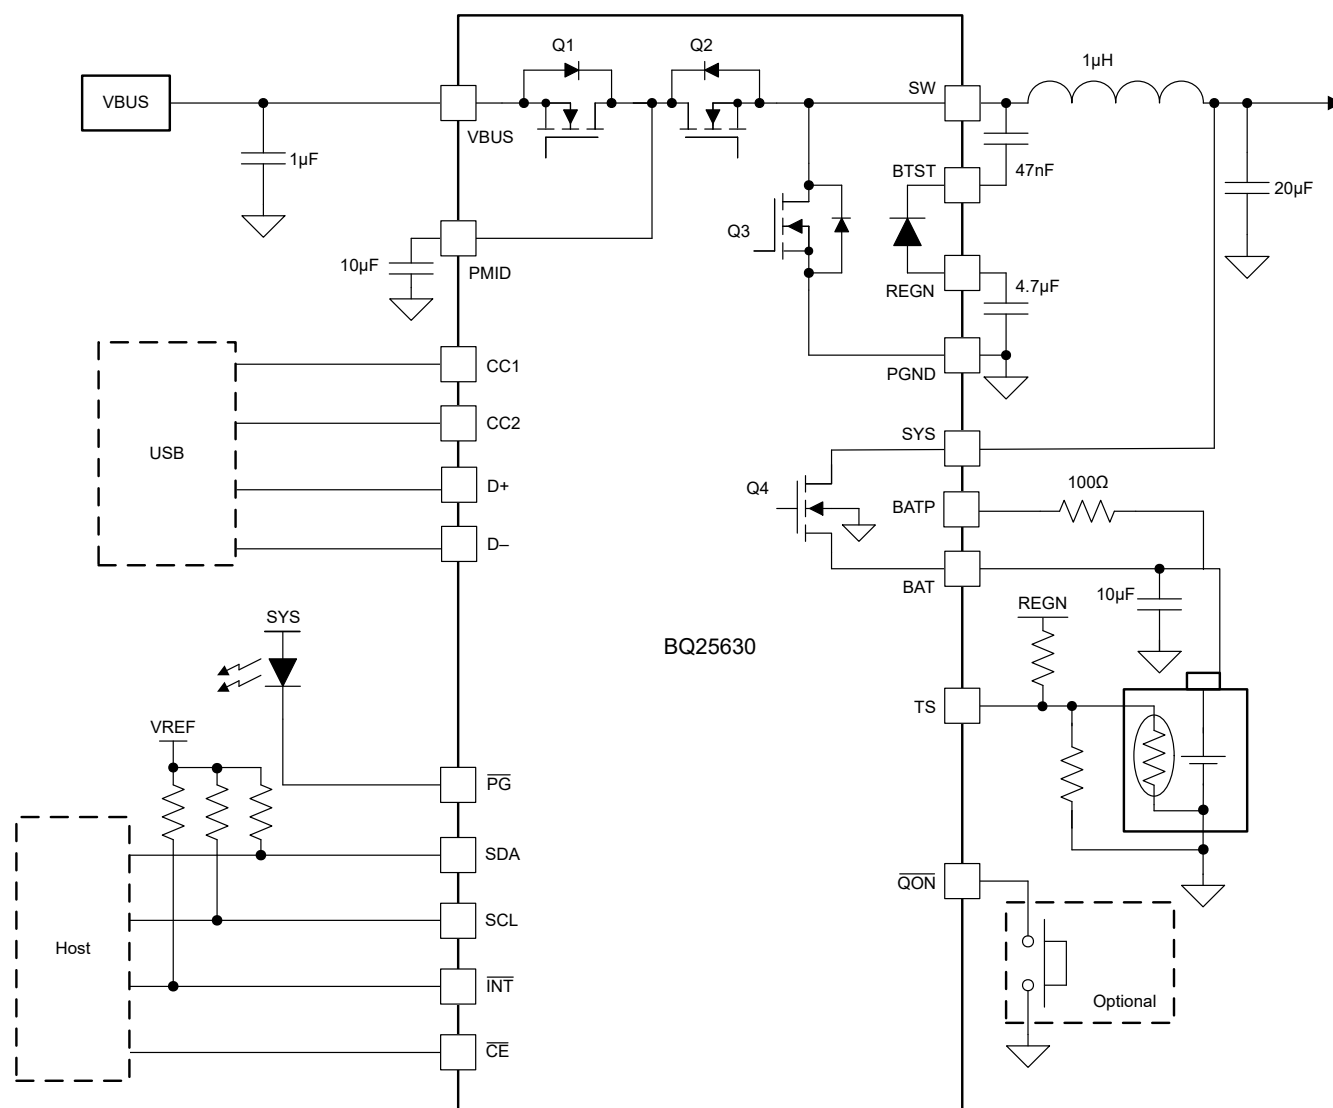 Q1
Q2
1µH
VBUS
SW
VBUS
1µF
BTST
47nF
20µF
Q3
10µF
PMID
REGN
4.7µF
CC1
PGND
CC2
SYS
USB
D+
Q4
100Ω
BATP
D–
BAT
10µF
REGN
SYS
BQ25630
TS
VREF
PG
SDA
QON
SCL
Host
INT
Optional
CE